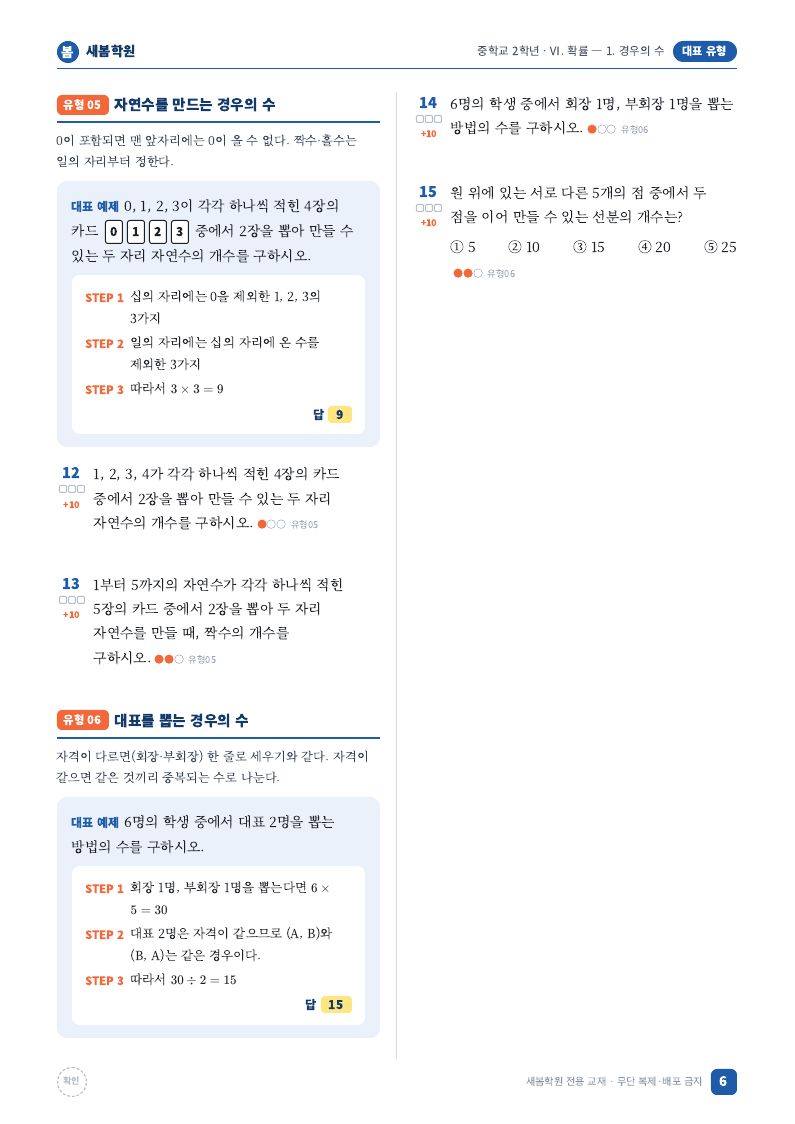 봄 새봄학원
중학교 2학년 · Ⅵ. 확률 — 1. 경우의 수 대표 유형
유형 05 자연수를 만드는 경우의 수
0이 포함되면 맨 앞자리에는 0이 올 수 없다. 짝수·홀수는
일의 자리부터 정한다.
대표 예제 0, 1, 2, 3이 각각 하나씩 적힌 4장의
카드 0 1 2 3 중에서 2장을 뽑아 만들 수
있는 두 자리 자연수의 개수를 구하시오.
STEP 1 십의 자리에는 0을 제외한 1, 2, 3의
3가지
STEP 2 일의 자리에는 십의 자리에 온 수를
제외한 3가지
STEP 3 따라서 3 × 3 = 9
답 9
12 1, 2, 3, 4가 각각 하나씩 적힌 4장의 카드
중에서 2장을 뽑아 만들 수 있는 두 자리
+10
자연수의 개수를 구하시오. 유형05
13 1부터 5까지의 자연수가 각각 하나씩 적힌
5장의 카드 중에서 2장을 뽑아 두 자리
+10
자연수를 만들 때, 짝수의 개수를
구하시오. 유형05
유형 06 대표를 뽑는 경우의 수
자격이 다르면(회장·부회장) 한 줄로 세우기와 같다. 자격이
같으면 같은 것끼리 중복되는 수로 나눈다.
대표 예제 6명의 학생 중에서 대표 2명을 뽑는
방법의 수를 구하시오.
STEP 1 회장 1명, 부회장 1명을 뽑는다면 6 ×
5 = 30
STEP 2 대표 2명은 자격이 같으므로 (A, B)와
(B, A)는 같은 경우이다.
STEP 3 따라서 30 ÷ 2 = 15
답 15
14 6명의 학생 중에서 회장 1명, 부회장 1명을 뽑는
방법의 수를 구하시오. 유형06
+10
15 원 위에 있는 서로 다른 5개의 점 중에서 두
점을 이어 만들 수 있는 선분의 개수는?
+10
① 5 ② 10 ③ 15 ④ 20 ⑤ 25
유형06
확인
새봄학원 전용 교재 · 무단 복제·배포 금지 6